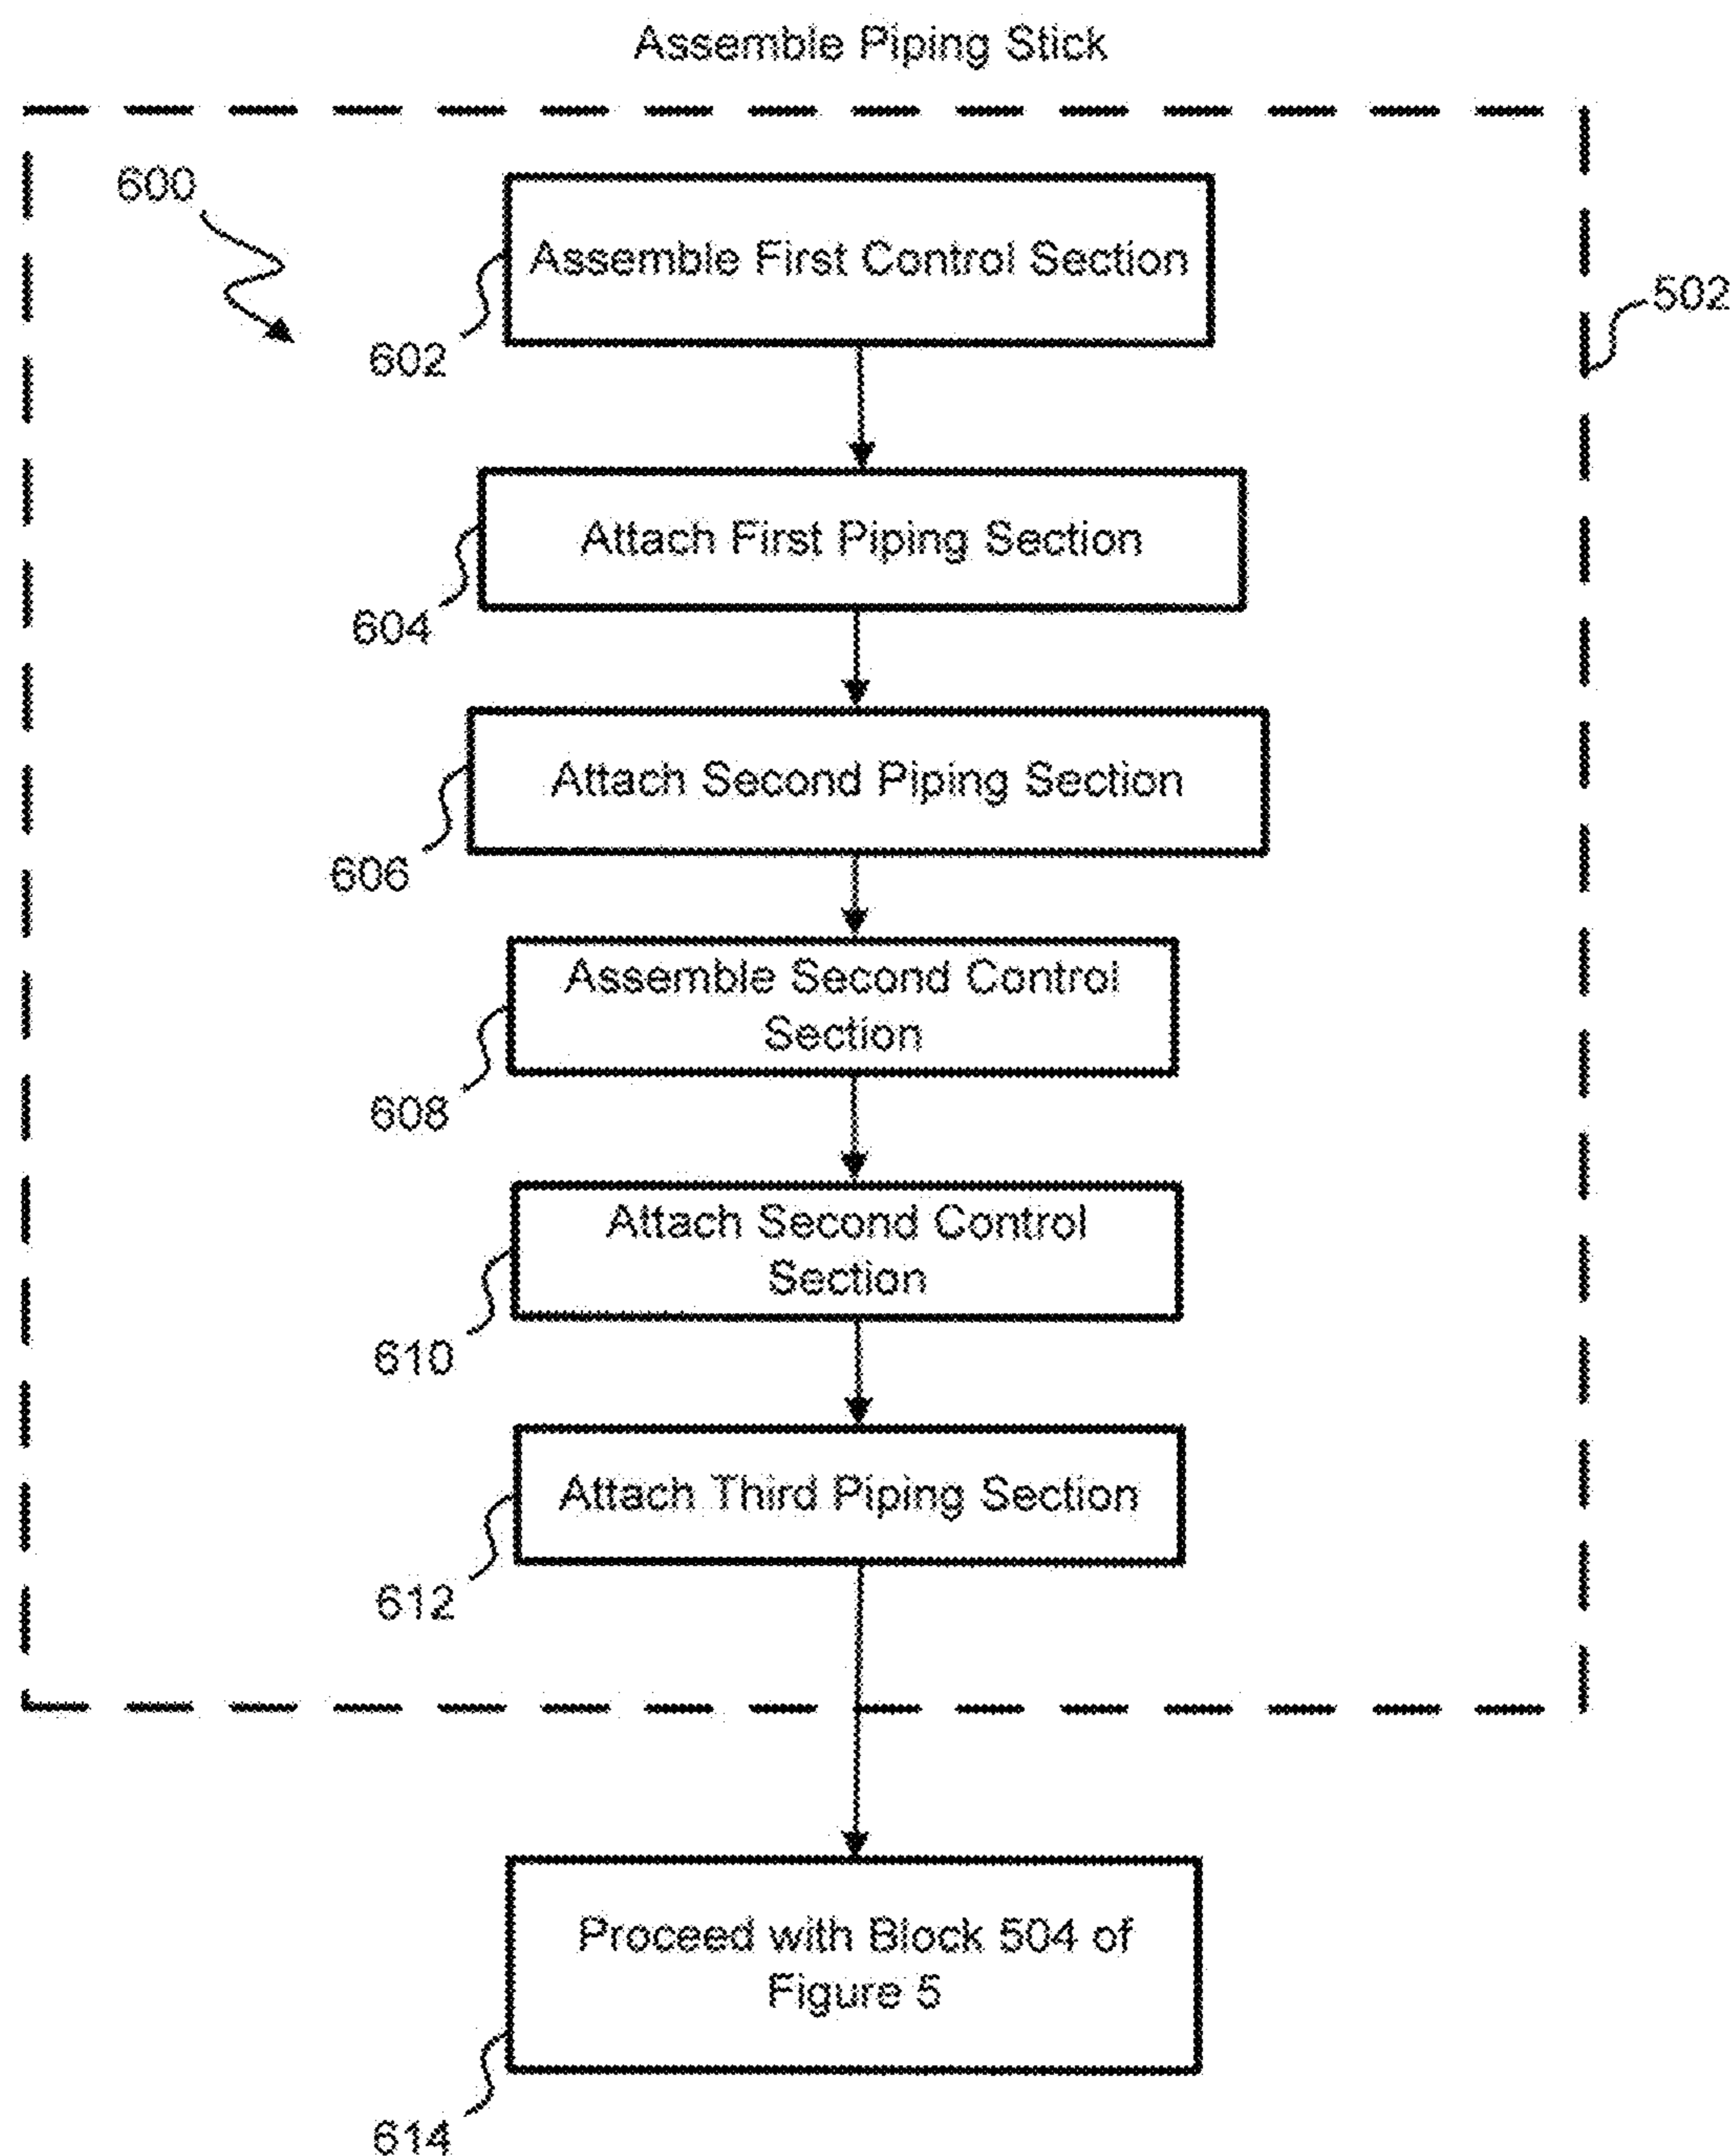 Assemble Piping Stick
600
Assemble First Control Section
502
602
Attach First Piping Section
604
Attach Second Piping Section
606
Assemble Second Control
Section
608
Attach Second Control
Section
610
Attach Third Piping Section
612
Proceed with Block 504 of
Figure 5
614